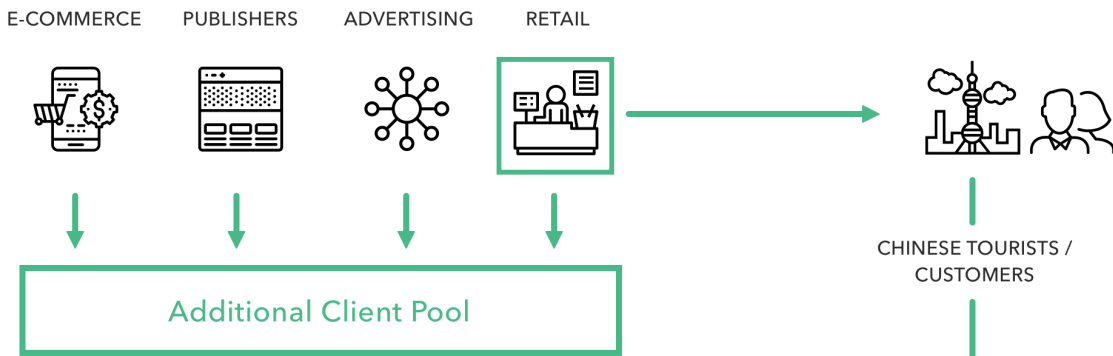 E-COMMERCE
PUBLISHERS
ADVERTISING
RETAIL
$
CHINESE TOURISTS /
CUSTOMERS
Additional Client Pool